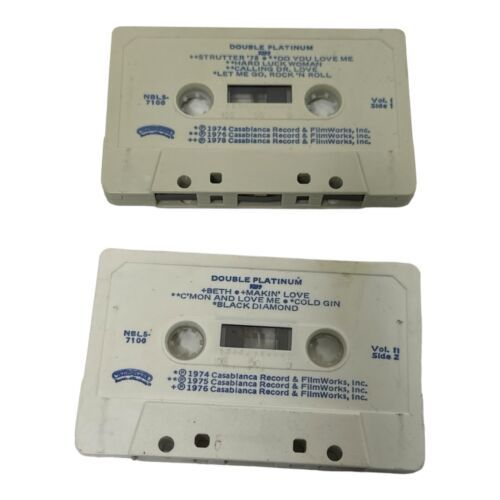 DOUBLE PLATINUM
KISS
++STRUTTER '78 ● **DO YOU LOVE ME
**HARD LUCK WOMAN
**CALLING DR. LOVE
*LET ME GO, ROCK 'N ROLL
NBL5-
7100
Vol. I
Side 1
*℗ 1974 Casablanca Record & FilmWorks, Inc.
**℗ 1976 Casablanca Record & FilmWorks, Inc.
++℗ 1978 Casablanca Record & FilmWorks, Inc.
DOUBLE PLATINUM
KISS
+BETH ● +MAKIN' LOVE
**C'MON AND LOVE ME ● *COLD GIN
*BLACK DIAMOND
NBL5-
7100
Vol. II
Side 2
*℗ 1974 Casablanca Record & FilmWorks, Inc.
**℗ 1975 Casablanca Record & FilmWorks, Inc.
+℗ 1976 Casablanca Record & FilmWorks, Inc.